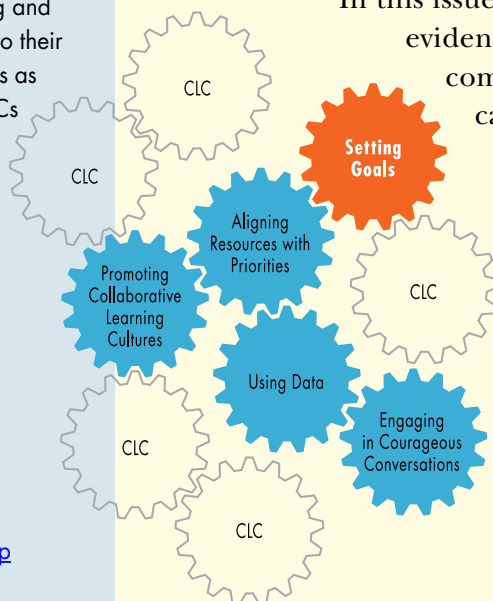 g and
o their
s as
Cs
p
In this issue
eviden
com
ca
CLC
CLC
Setting
Goals
Aligning
Resources with
Priorities
Promoting
Collaborative
Learning
Cultures
CLC
Using Data
Engaging
in Courageous
Conversations
CLC
CLC